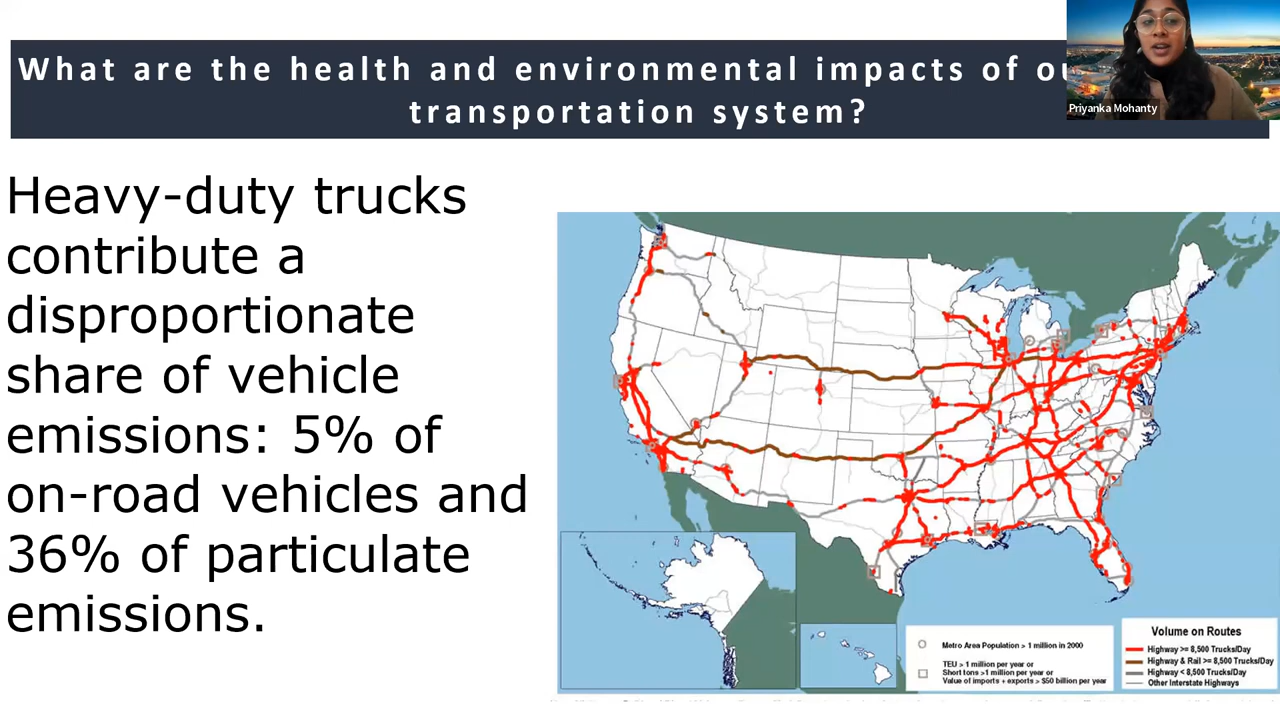 What are the health and environmental impacts of
transportation system?
Priyanka Mohanty
Heavy-duty trucks
contribute a
disproportionate
share of vehicle
emissions: 5% of
on-road vehicles and
36% of particulate
emissions.
Metro Area Population > 1 million in 2000
TEU > 1 million per year or
Short tons >1 million per year or
Value of imports + exports > $50 billion per year
Volume on Routes
Highway >= 8,500 Trucks/Day
Highway & Rail >= 8,500 Trucks/Day
Highway < 8,500 Trucks/Day
Other Interstate Highways